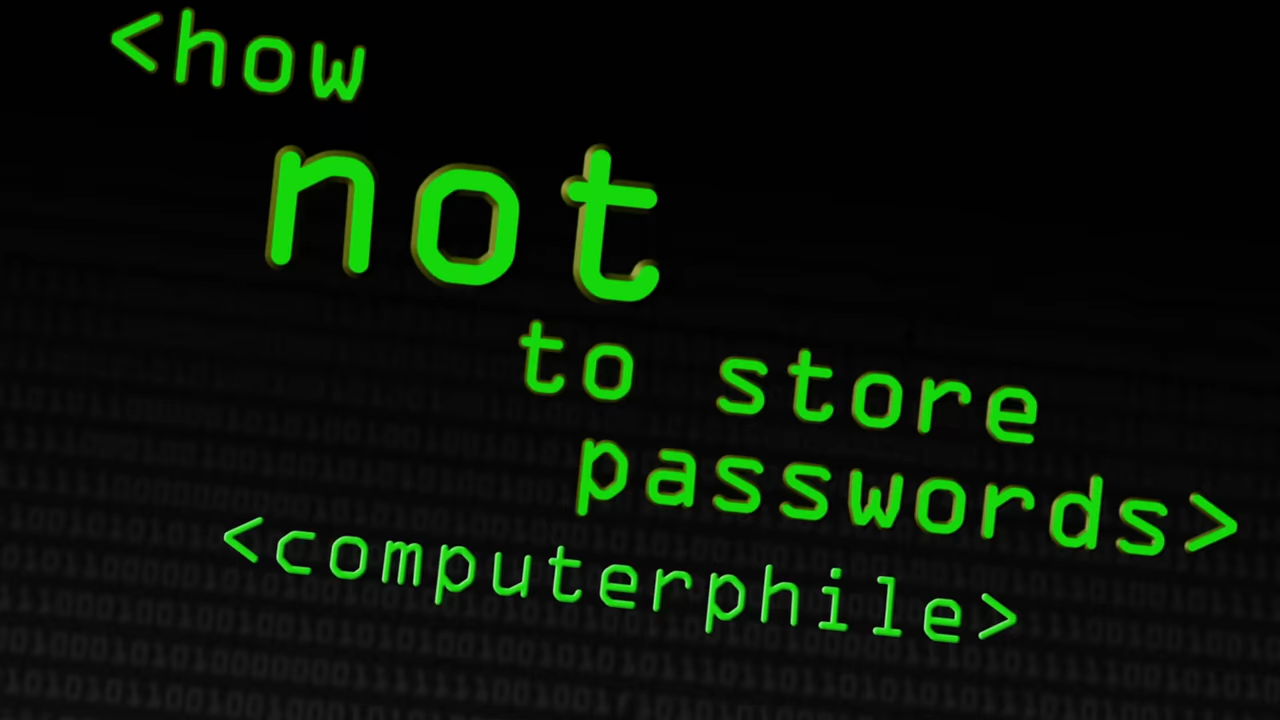 <how
not
to store
passwords>
<computerphile>